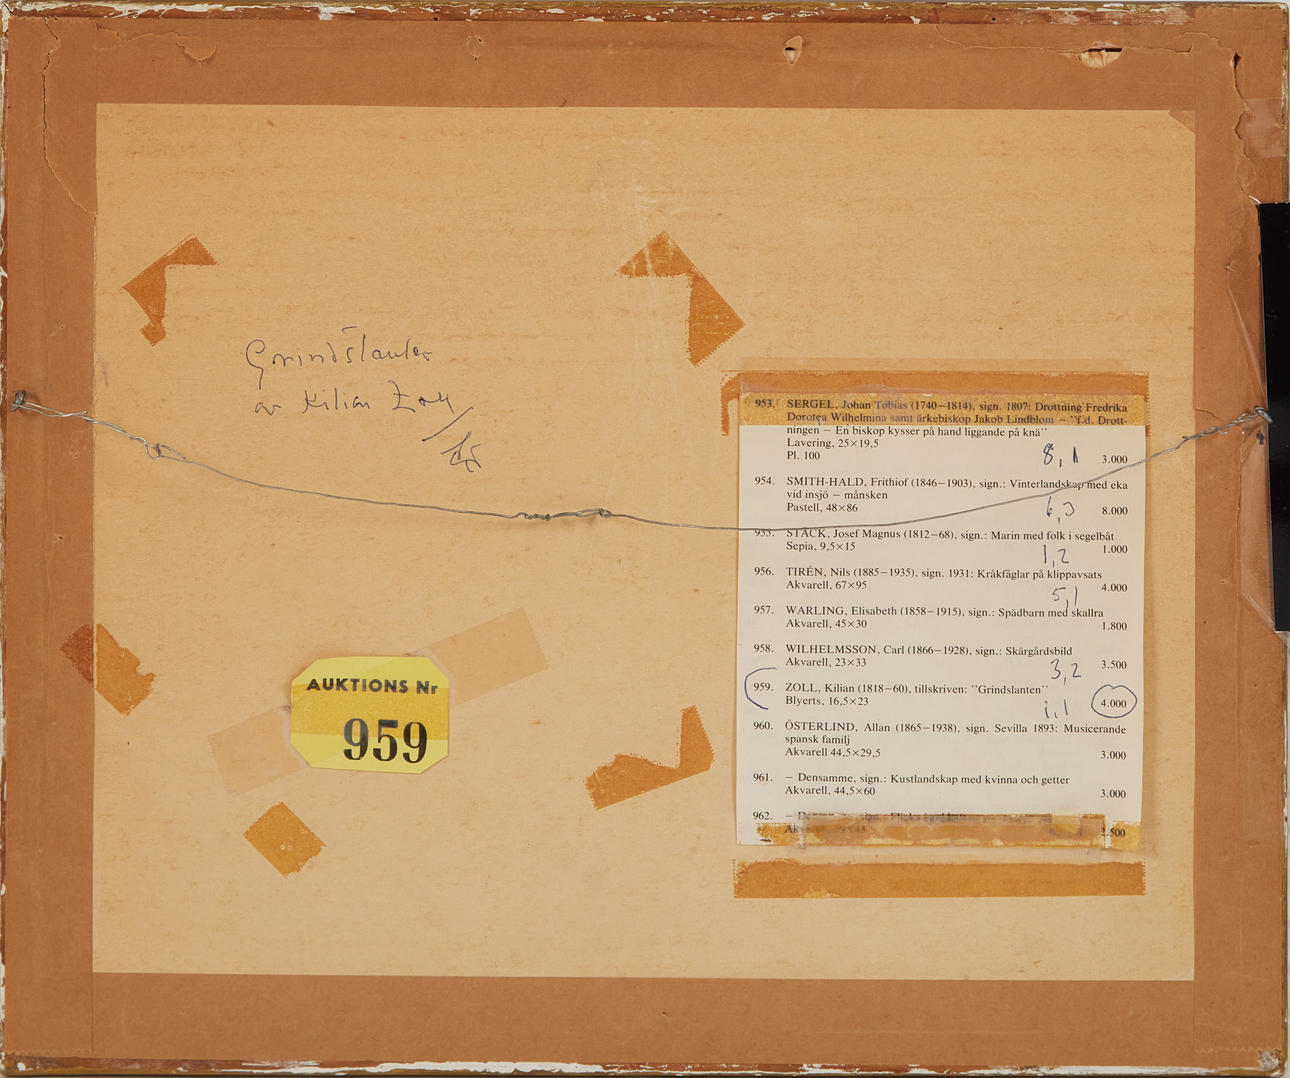 Grindslanten
av Kilian Zoll
AUKTIONS Nr
959
953. SERGEL, Johan Tobias (1740–1814), sign. 1807: Drottning Fredrika
Dorotea Wilhelmina samt ärkebiskop Jakob Lindblom – "f.d. Drott-
ningen – En biskop kysser på hand liggande på knä"
Lavering, 25×19,5
Pl. 100 8,1 3.000
954. SMITH-HALD, Frithiof (1846–1903), sign.: Vinterlandskap med eka
vid insjö – månsken
Pastell, 48×86 6,3 8.000
955. STÄCK, Josef Magnus (1812–68), sign.: Marin med folk i segelbåt
Sepia, 9,5×15 1,2 1.000
956. TIRÉN, Nils (1885–1935), sign. 1931: Kråkfåglar på klippavsats
Akvarell, 67×95 5,1 4.000
957. WARLING, Elisabeth (1858–1915), sign.: Spädbarn med skallra
Akvarell, 45×30 1.800
958. WILHELMSSON, Carl (1866–1928), sign.: Skärgårdsbild
Akvarell, 23×33 3,2 3.500
959. ZOLL, Kilian (1818–60), tillskriven: "Grindslanten"
Blyerts, 16,5×23 1,1 4.000
960. ÖSTERLIND, Allan (1865–1938), sign. Sevilla 1893: Musicerande
spansk familj
Akvarell 44,5×29,5 3.000
961. – Densamme, sign.: Kustlandskap med kvinna och getter
Akvarell, 44,5×60 3.000
962. –
2.500